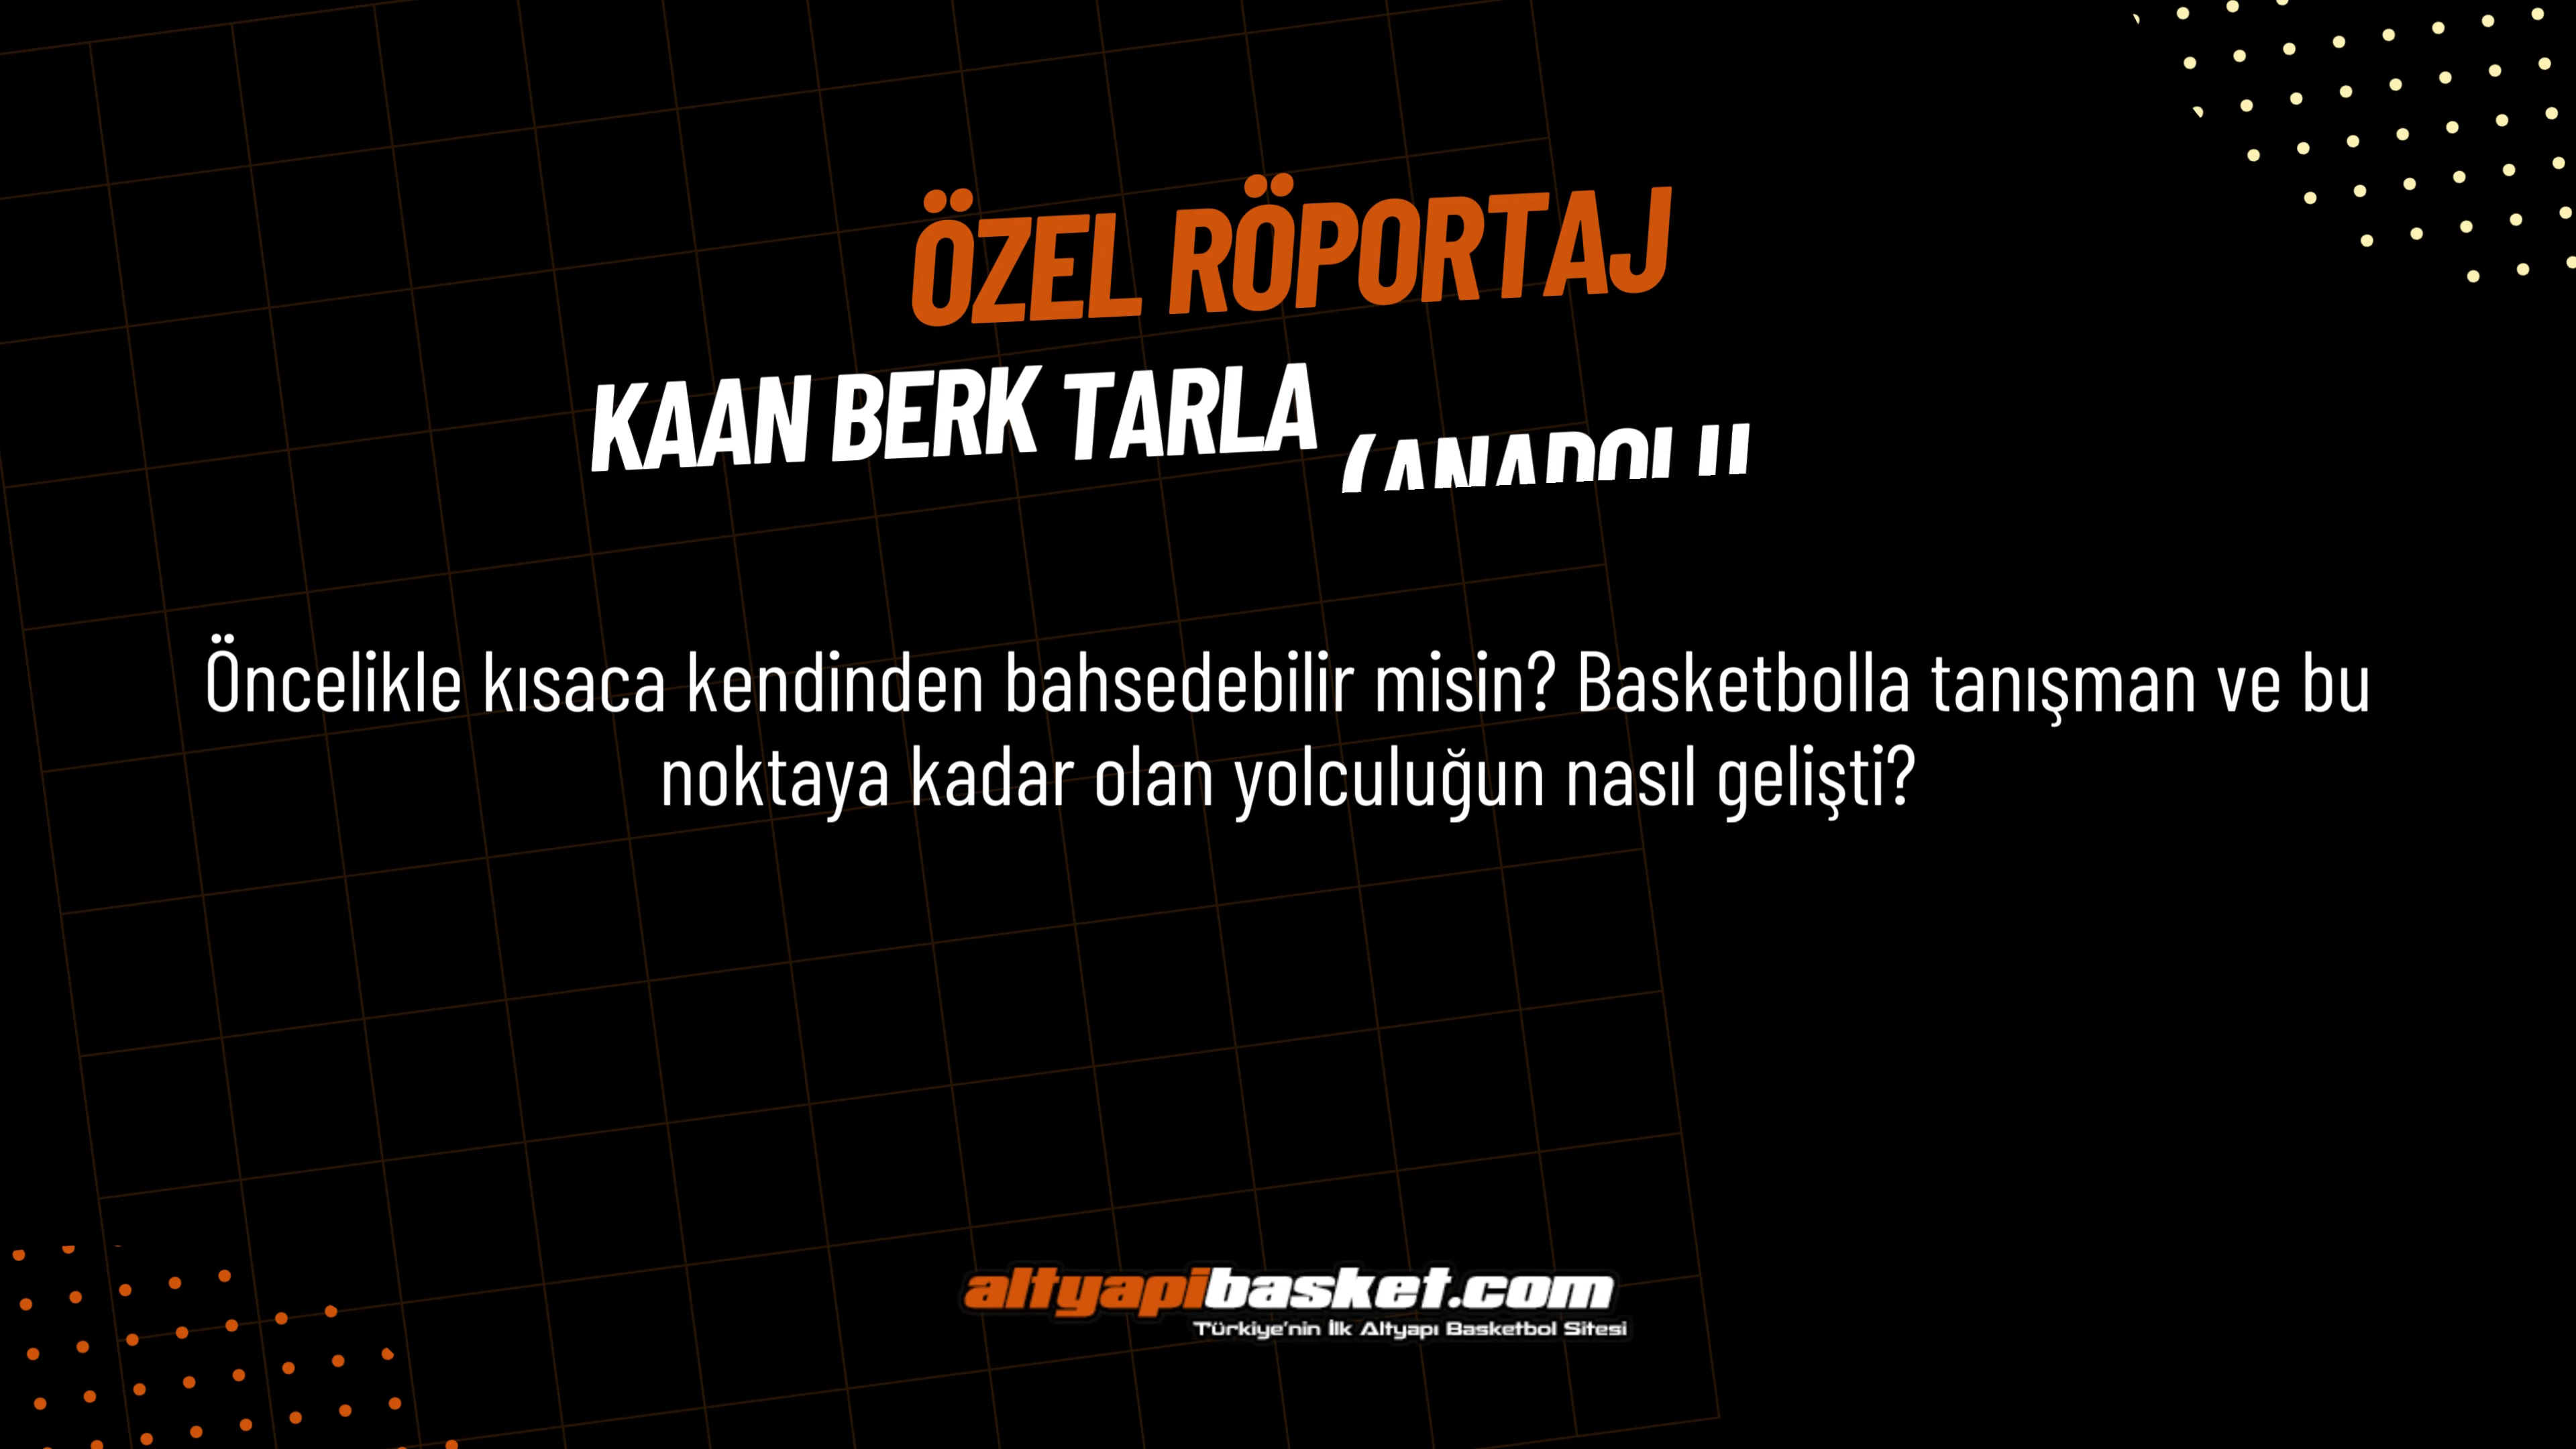 ÖZEL RÖPORTAJ
KAAN BERK TARLA (ANADOLU
Öncelikle kısaca kendinden bahsedebilir misin? Basketbolla tanışman ve bu
noktaya kadar olan yolculuğun nasıl gelişti?
altyapibasket.com
Türkiye'nin İlk Altyapı Basketbol Sitesi